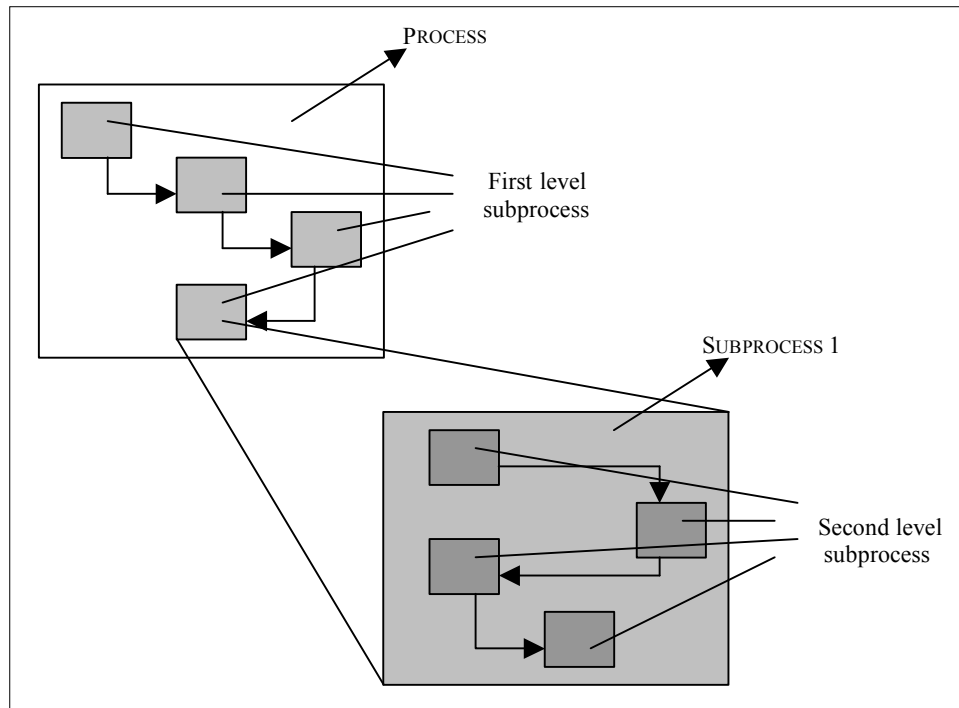 PROCESS
First level
subprocess
SUBPROCESS 1
Second level
subprocess